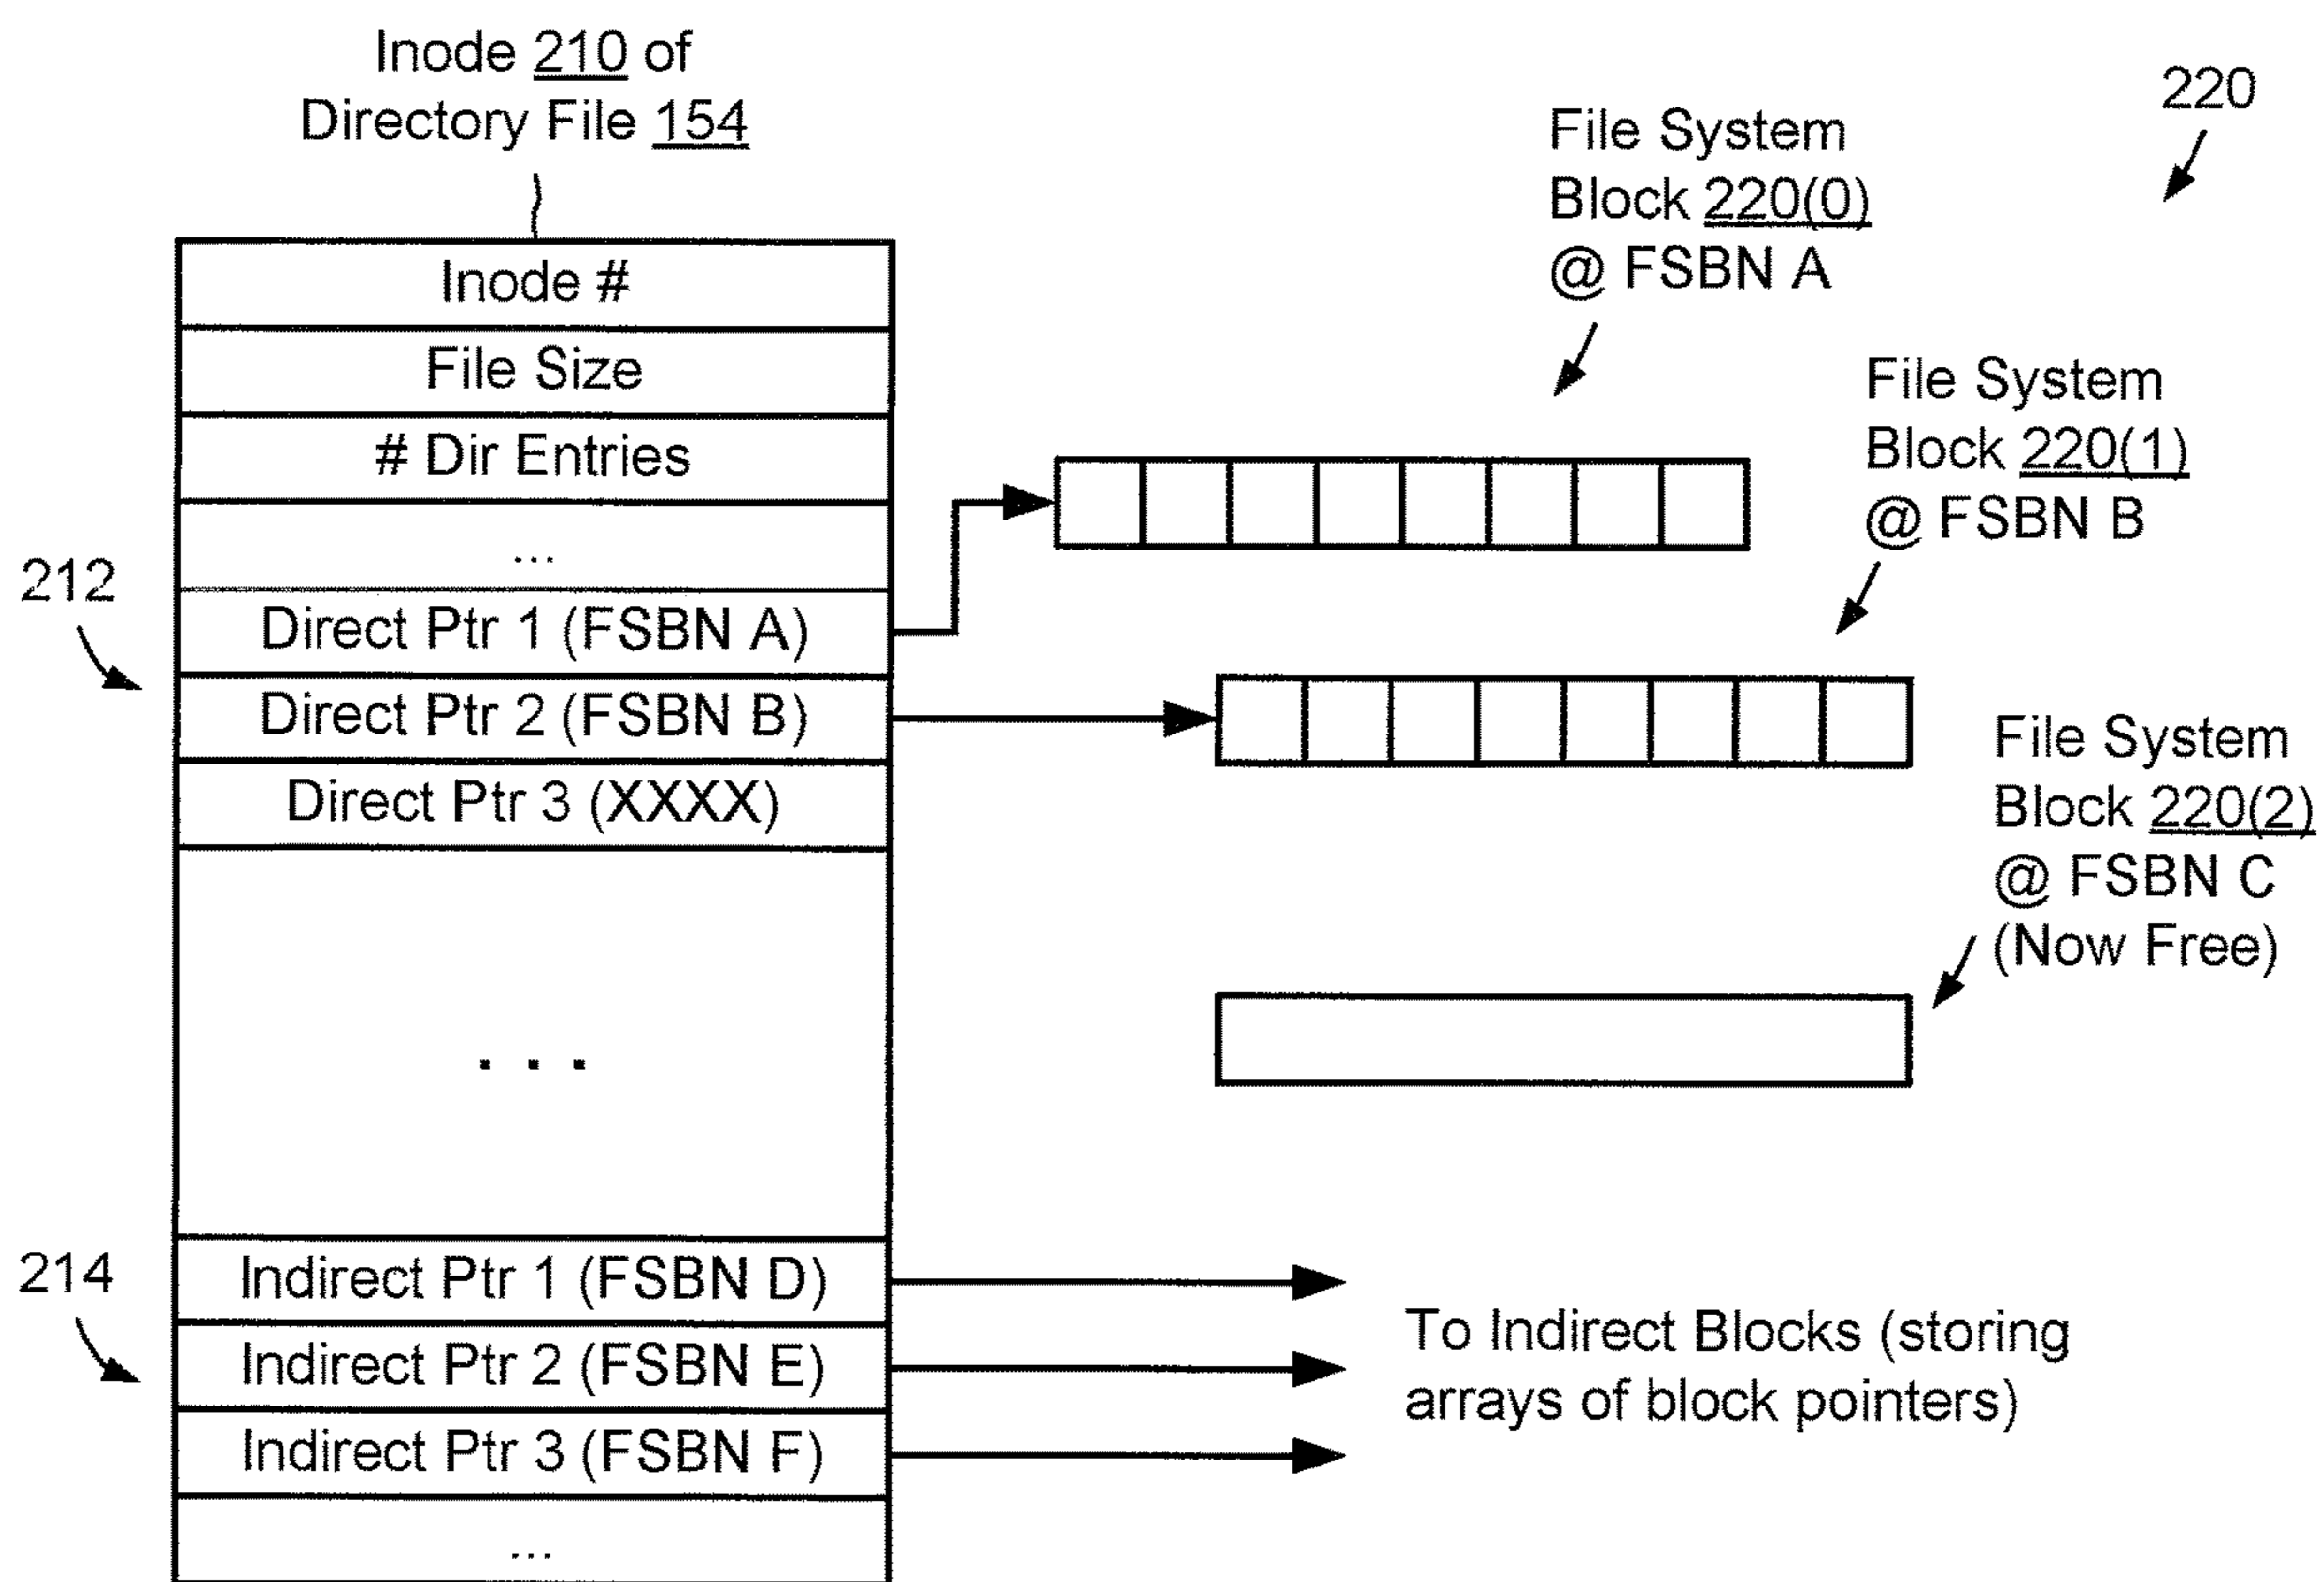 Inode 210 of
Directory File 154
220
File System
Block 220(0)
@ FSBN A
File System
Block 220(1)
@ FSBN B
File System
Block 220(2)
@ FSBN C
(Now Free)
212
214
Inode #
File Size
# Dir Entries
...
Direct Ptr 1 (FSBN A)
Direct Ptr 2 (FSBN B)
Direct Ptr 3 (XXXX)
. . .
Indirect Ptr 1 (FSBN D)
Indirect Ptr 2 (FSBN E)
Indirect Ptr 3 (FSBN F)
...
To Indirect Blocks (storing
arrays of block pointers)